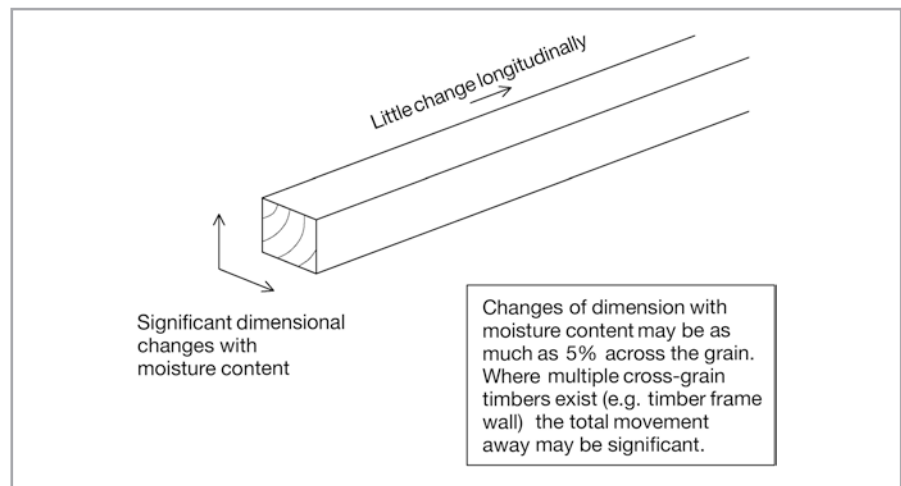 Little change longitudinally
Significant dimensional
changes with
moisture content
Changes of dimension with
moisture content may be as
much as 5% across the grain.
Where multiple cross-grain
timbers exist (e.g. timber frame
wall) the total movement
away may be significant.